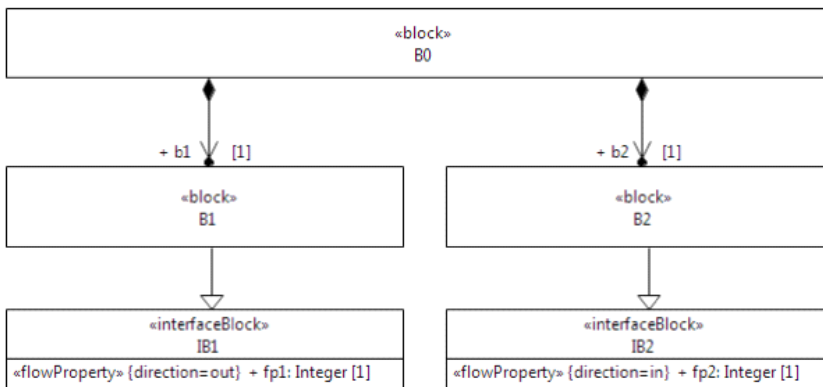 «block»
B0
+ b1 [1]
+ b2 [1]
«block»
B1
«block»
B2
«interfaceBlock»
IB1
«flowProperty» {direction=out} + fp1: Integer [1]
«interfaceBlock»
IB2
«flowProperty» {direction=in} + fp2: Integer [1]